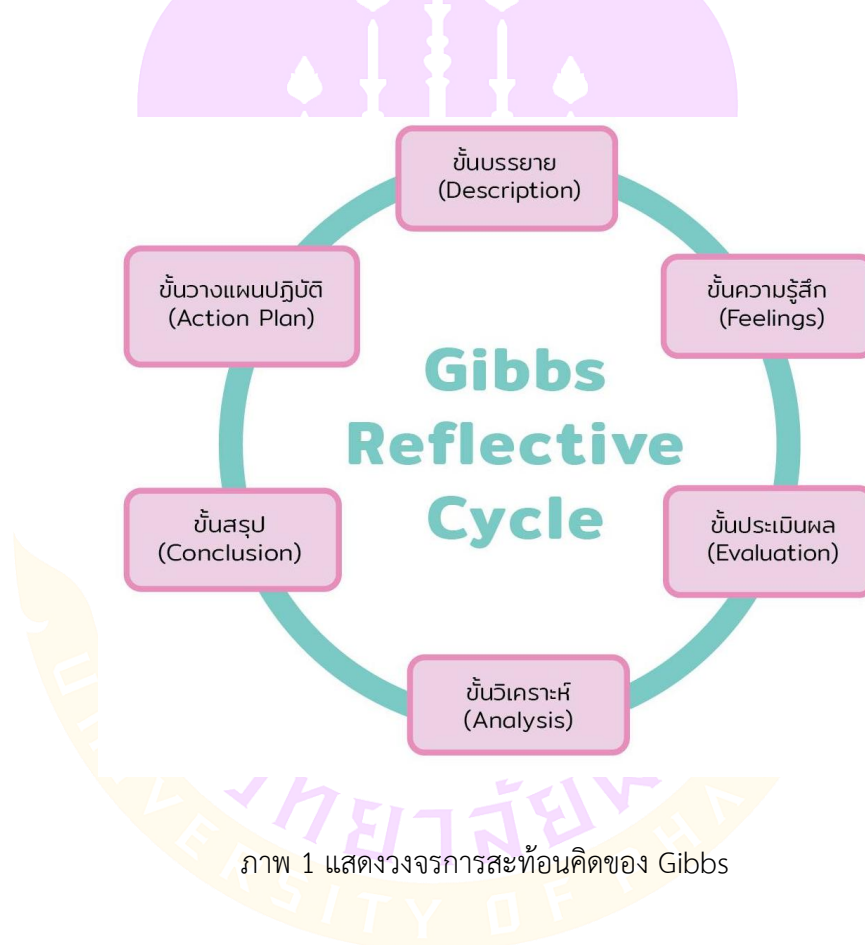 ขั้นบรรยาย
(Description)
ขั้นวางแผนปฏิบัติ
(Action Plan)
ขั้นความรู้สึก
(Feelings)
Gibbs
Reflective
Cycle
ขั้นสรุป
(Conclusion)
ขั้นประเมินผล
(Evaluation)
ขั้นวิเคราะห์
(Analysis)
ภาพ 1 แสดงวงจรการสะท้อนคิดของ Gibbs